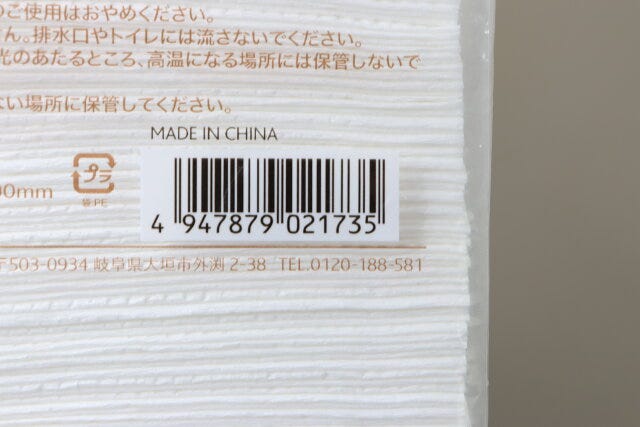 のご使用はおやめください。
ん。排水口やトイレには流さないでください。
光のあたるところ、高温になる場所には保管しないで
ない場所に保管してください。
MADE IN CHINA
00mm
プラ
袋:PE
4 947879 021735
〒503-0934 岐阜県大垣市外渕 2-38 TEL.0120-188-581